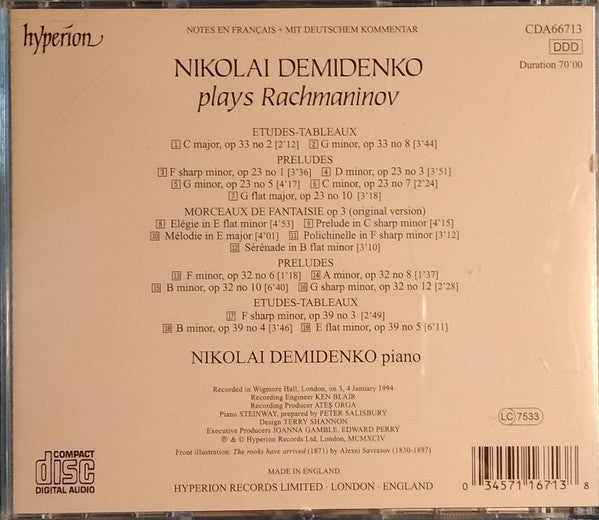 hyperion
NOTES EN FRANÇAIS + MIT DEUTSCHEM KOMMENTAR
CDA66713
DDD
Duration 70'00
NIKOLAI DEMIDENKO
plays Rachmaninov
ETUDES-TABLEAUX
1 C major, op 33 no 2 [2'12] 2 G minor, op 33 no 8 [3'44]
PRELUDES
3 F sharp minor, op 23 no 1 [3'36] 4 D minor, op 23 no 3 [3'51]
5 G minor, op 23 no 5 [4'17] 6 C minor, op 23 no 7 [2'24]
7 G flat major, op 23 no 10 [3'18]
MORCEAUX DE FANTAISIE op 3 (original version)
8 Elégie in E flat minor [4'53] 9 Prelude in C sharp minor [4'15]
10 Mélodie in E major [4'01] 11 Polichinelle in F sharp minor [3'12]
12 Sérénade in B flat minor [3'10]
PRELUDES
13 F minor, op 32 no 6 [1'18] 14 A minor, op 32 no 8 [1'37]
15 B minor, op 32 no 10 [6'40] 16 G sharp minor, op 32 no 12 [2'28]
ETUDES-TABLEAUX
17 F sharp minor, op 39 no 3 [2'49]
18 B minor, op 39 no 4 [3'46] 19 E flat minor, op 39 no 5 [6'11]
NIKOLAI DEMIDENKO piano
Recorded in Wigmore Hall, London, on 3, 4 January 1994
Recording Engineer KEN BLAIR
Recording Producer ATEŞ ORGA
Piano STEINWAY, prepared by PETER SALISBURY
Design TERRY SHANNON
Executive Producers JOANNA GAMBLE, EDWARD PERRY
℗ & © Hyperion Records Ltd, London, MCMXCIV
LC 7533
Front illustration: The rooks have arrived (1871) by Alexei Savrasov (1830-1897)
COMPACT
disc
DIGITAL AUDIO
MADE IN ENGLAND
HYPERION RECORDS LIMITED · LONDON · ENGLAND
0 34571 16713 8